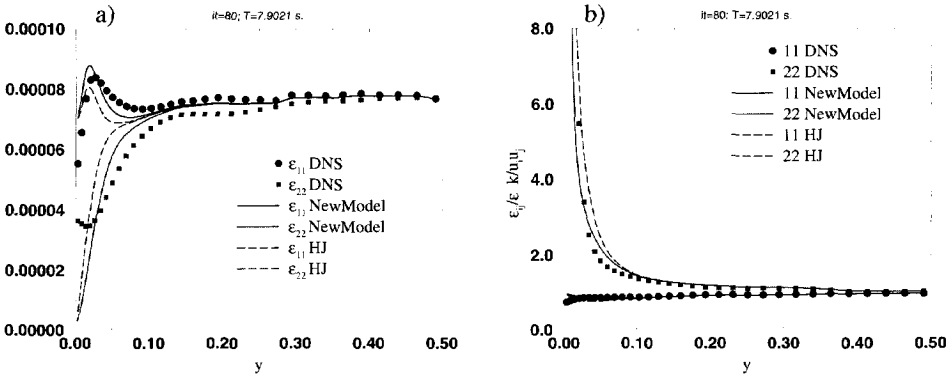 a)
it=80; T=7.9021 s.
0.00010
0.00008
0.00006
0.00004
0.00002
0.00000
0.00 0.10 0.20 0.30 0.40 0.50
y
ε₁₁ DNS
ε₂₂ DNS
ε₁₁ NewModel
ε₂₂ NewModel
ε₁₁ HJ
ε₂₂ HJ
b)
it=80; T=7.9021 s.
8.0
6.0
4.0
2.0
0.0
εᵢⱼ/ε k/uᵢuⱼ
0.00 0.10 0.20 0.30 0.40 0.50
y
11 DNS
22 DNS
11 NewModel
22 NewModel
11 HJ
22 HJ